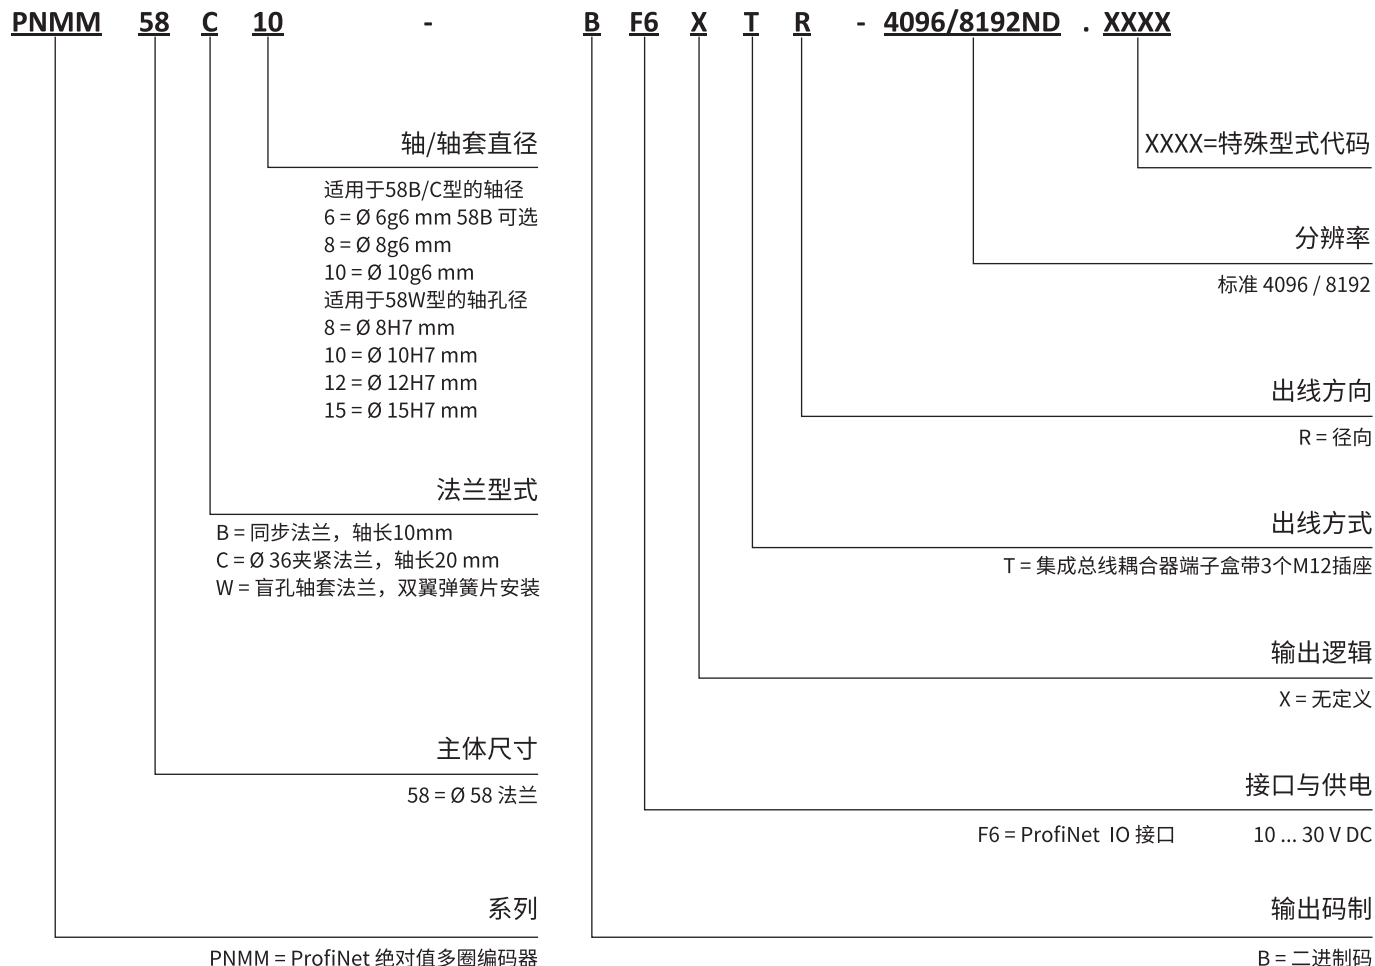 PNMM 58 C 10 - B F6 X T R - 4096/8192ND . XXXX
轴/轴套直径
适用于58B/C型的轴径
6 = Ø 6g6 mm 58B 可选
8 = Ø 8g6 mm
10 = Ø 10g6 mm
适用于58W型的轴孔径
8 = Ø 8H7 mm
10 = Ø 10H7 mm
12 = Ø 12H7 mm
15 = Ø 15H7 mm
法兰型式
B = 同步法兰，轴长10mm
C = Ø 36夹紧法兰，轴长20 mm
W = 盲孔轴套法兰，双翼弹簧片安装
主体尺寸
58 = Ø 58 法兰
系列
PNMM = ProfiNet 绝对值多圈编码器
XXXX=特殊型式代码
分辨率
标准 4096 / 8192
出线方向
R = 径向
出线方式
T = 集成总线耦合器端子盒带3个M12插座
输出逻辑
X = 无定义
接口与供电
F6 = ProfiNet IO 接口 10 ... 30 V DC
输出码制
B = 二进制码